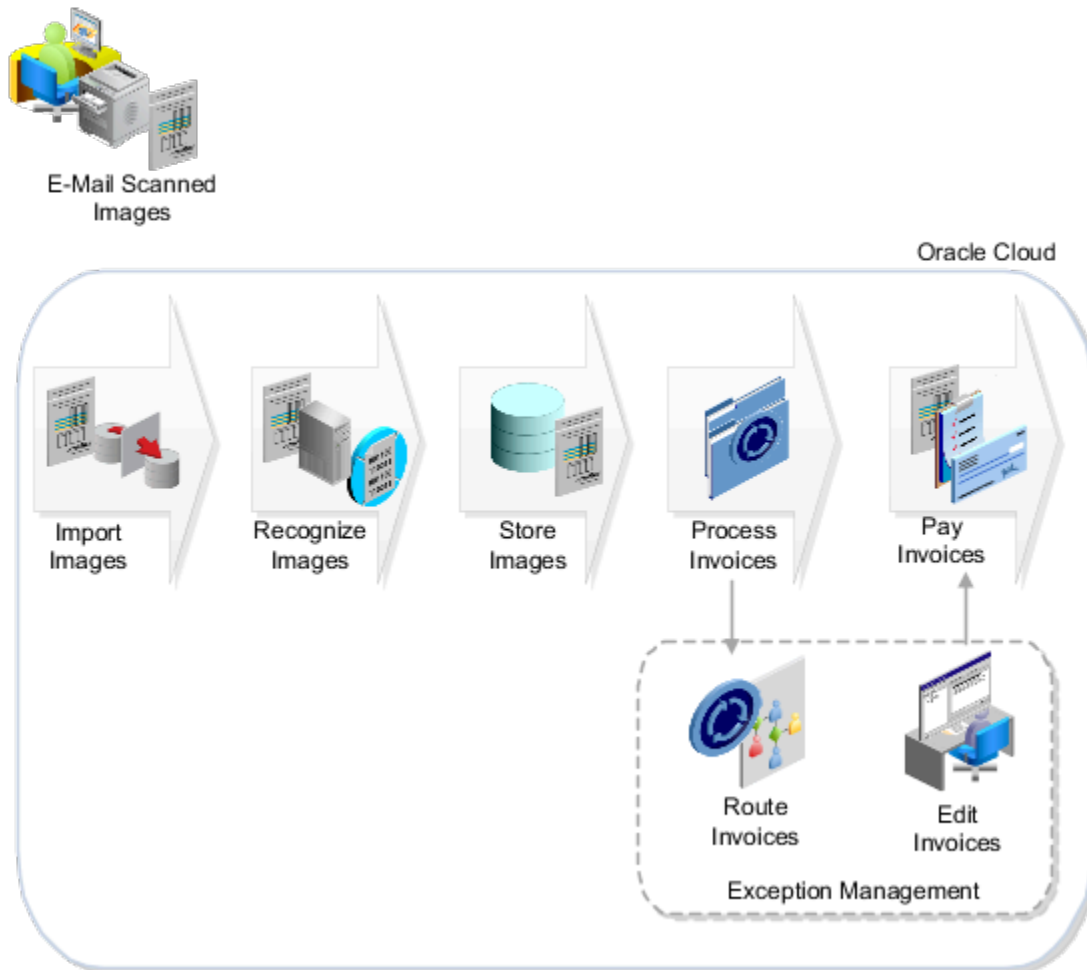 E-Mail Scanned
Images
Oracle Cloud
Import
Images
Recognize
Images
Store
Images
Process
Invoices
Pay
Invoices
Route
Invoices
Edit
Invoices
Exception Management